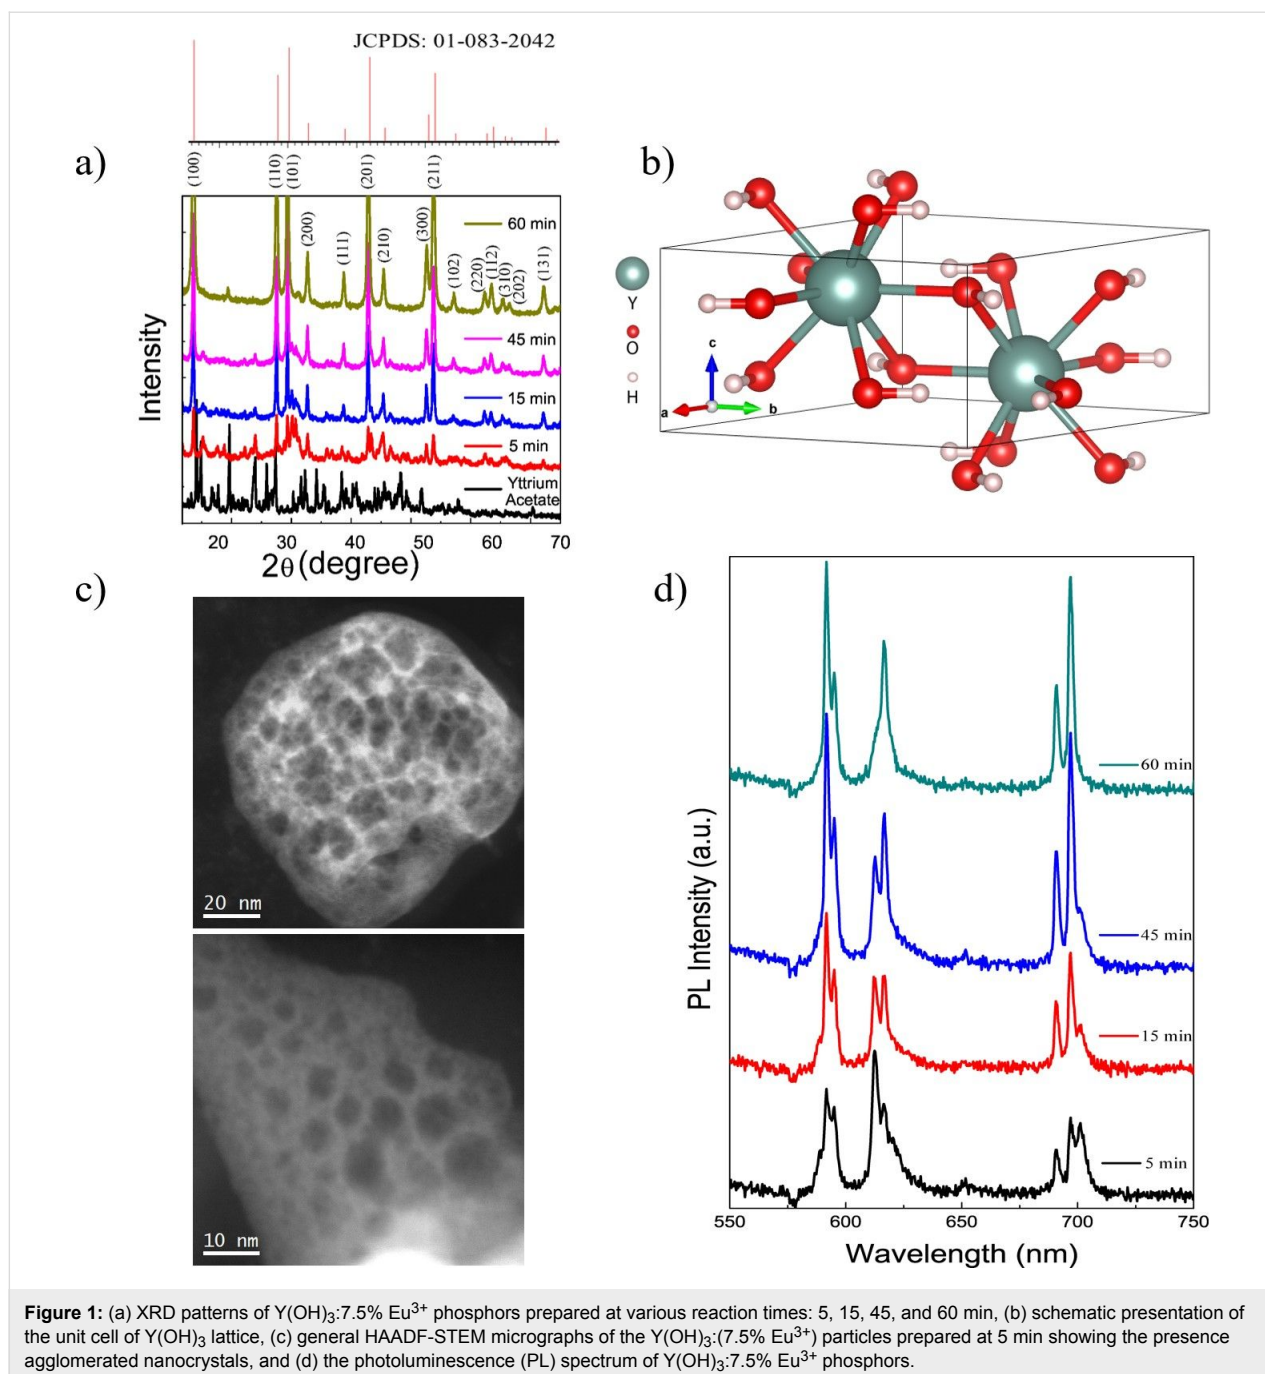 JCPDS: 01-083-2042
a)
(100)
(110)
(101)
(201)
(211)
60 min
(200)
(111)
(210)
(300)
(102)
(220)
(112)
(310)
(202)
(131)
45 min
15 min
5 min
Yttrium
Acetate
Intensity
20 30 40 50 60 70
2θ (degree)
b)
Y
O
H
c
a
b
c)
20 nm
10 nm
d)
60 min
45 min
15 min
5 min
PL Intensity (a.u.)
550 600 650 700 750
Wavelength (nm)
Figure 1: (a) XRD patterns of Y(OH)₃:7.5% Eu³⁺ phosphors prepared at various reaction times: 5, 15, 45, and 60 min, (b) schematic presentation of
the unit cell of Y(OH)₃ lattice, (c) general HAADF-STEM micrographs of the Y(OH)₃:(7.5% Eu³⁺) particles prepared at 5 min showing the presence
agglomerated nanocrystals, and (d) the photoluminescence (PL) spectrum of Y(OH)₃:7.5% Eu³⁺ phosphors.